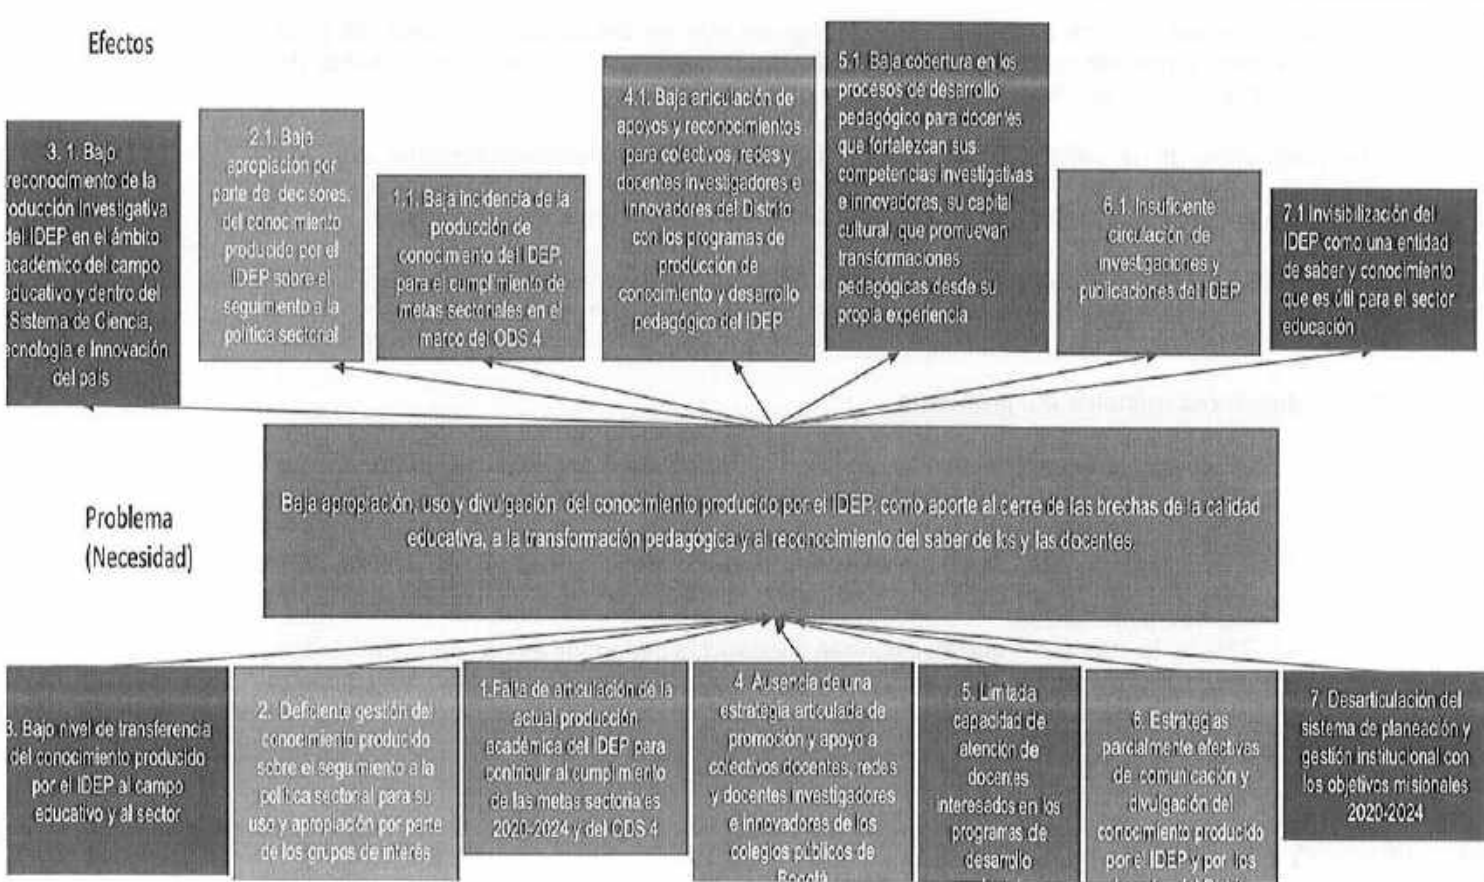 Efectos
3. 1. Bajo
reconocimiento de la
roducción Investigativa
del IDEP en el ámbito
académico del campo
educativo y dentro del
Sistema de Ciencia,
ecnología e Innovación
del país
2.1. Baja
apropiación por
parte de decisores,
del conocimiento
producido por el
IDEP sobre el
seguimiento a la
política sectorial
1.1. Baja incidencia de la
producción de
conocimiento del IDEP,
para el cumplimiento de
metas sectoriales en el
marco del ODS 4
4.1. Baja articulación de
apoyos y reconocimientos
para colectivos, redes y
docentes investigadores e
innovadores del Distrito
con los programas de
producción de
conocimiento y desarrollo
pedagógico del IDEP
5.1. Baja cobertura en los
procesos de desarrollo
pedagógico para docentes
que fortalezcan sus
competencias investigativas
e innovadoras, su capital
cultural, que promuevan
transformaciones
pedagógicas desde su
propia experiencia
6.1. Insuficiente
circulación de
investigaciones y
publicaciones del IDEP
7.1 Invisibilización del
IDEP como una entidad
de saber y conocimiento
que es útil para el sector
educación
Problema
(Necesidad)
Baja apropiación, uso y divulgación del conocimiento producido por el IDEP, como aporte al cierre de las brechas de la calidad
educativa, a la transformación pedagógica y al reconocimiento del saber de los y las docentes.
3. Bajo nivel de transferencia
del conocimiento producido
por el IDEP al campo
educativo y al sector
2. Deficiente gestión del
conocimiento producido
sobre el seguimiento a la
política sectorial para su
uso y apropiación por parte
de los grupos de interés
1.Falta de articulación de la
actual producción
académica del IDEP para
contribuir al cumplimiento
de las metas sectoriales
2020-2024 y del ODS 4
4. Ausencia de una
estrategia articulada de
promoción y apoyo a
colectivos docentes, redes
y docentes investigadores
e innovadores de los
colegios públicos de
Bogotá
5. Limitada
capacidad de
atención de
docentes
interesados en los
programas de
desarrollo
6. Estrategias
parcialmente efectivas
de comunicación y
divulgación del
conocimiento producido
por el IDEP y por los
7. Desarticulación del
sistema de planeación y
gestión institucional con
los objetivos misionales
2020-2024